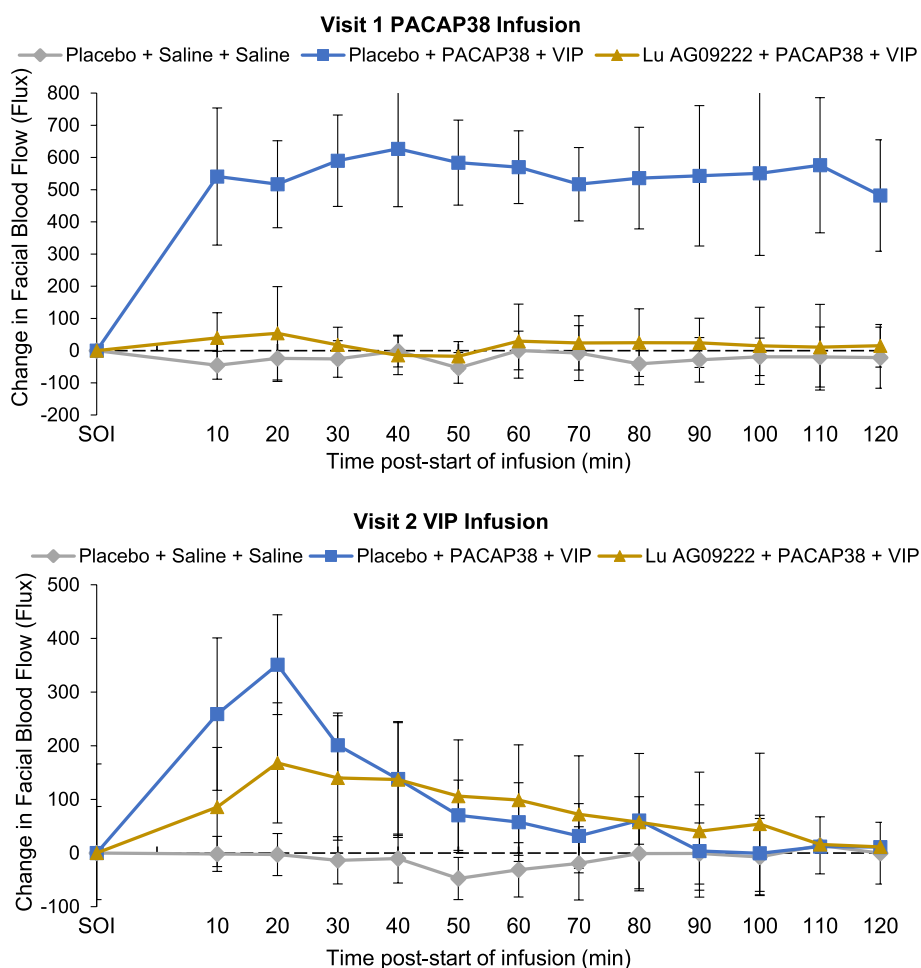 Visit 1 PACAP38 Infusion
Placebo + Saline + Saline Placebo + PACAP38 + VIP Lu AG09222 + PACAP38 + VIP
Change in Facial Blood Flow (Flux)
800
700
600
500
400
300
200
100
0
-100
-200
SOI 10 20 30 40 50 60 70 80 90 100 110 120
Time post-start of infusion (min)
Visit 2 VIP Infusion
Placebo + Saline + Saline Placebo + PACAP38 + VIP Lu AG09222 + PACAP38 + VIP
Change in Facial Blood Flow (Flux)
500
400
300
200
100
0
-100
SOI 10 20 30 40 50 60 70 80 90 100 110 120
Time post-start of infusion (min)